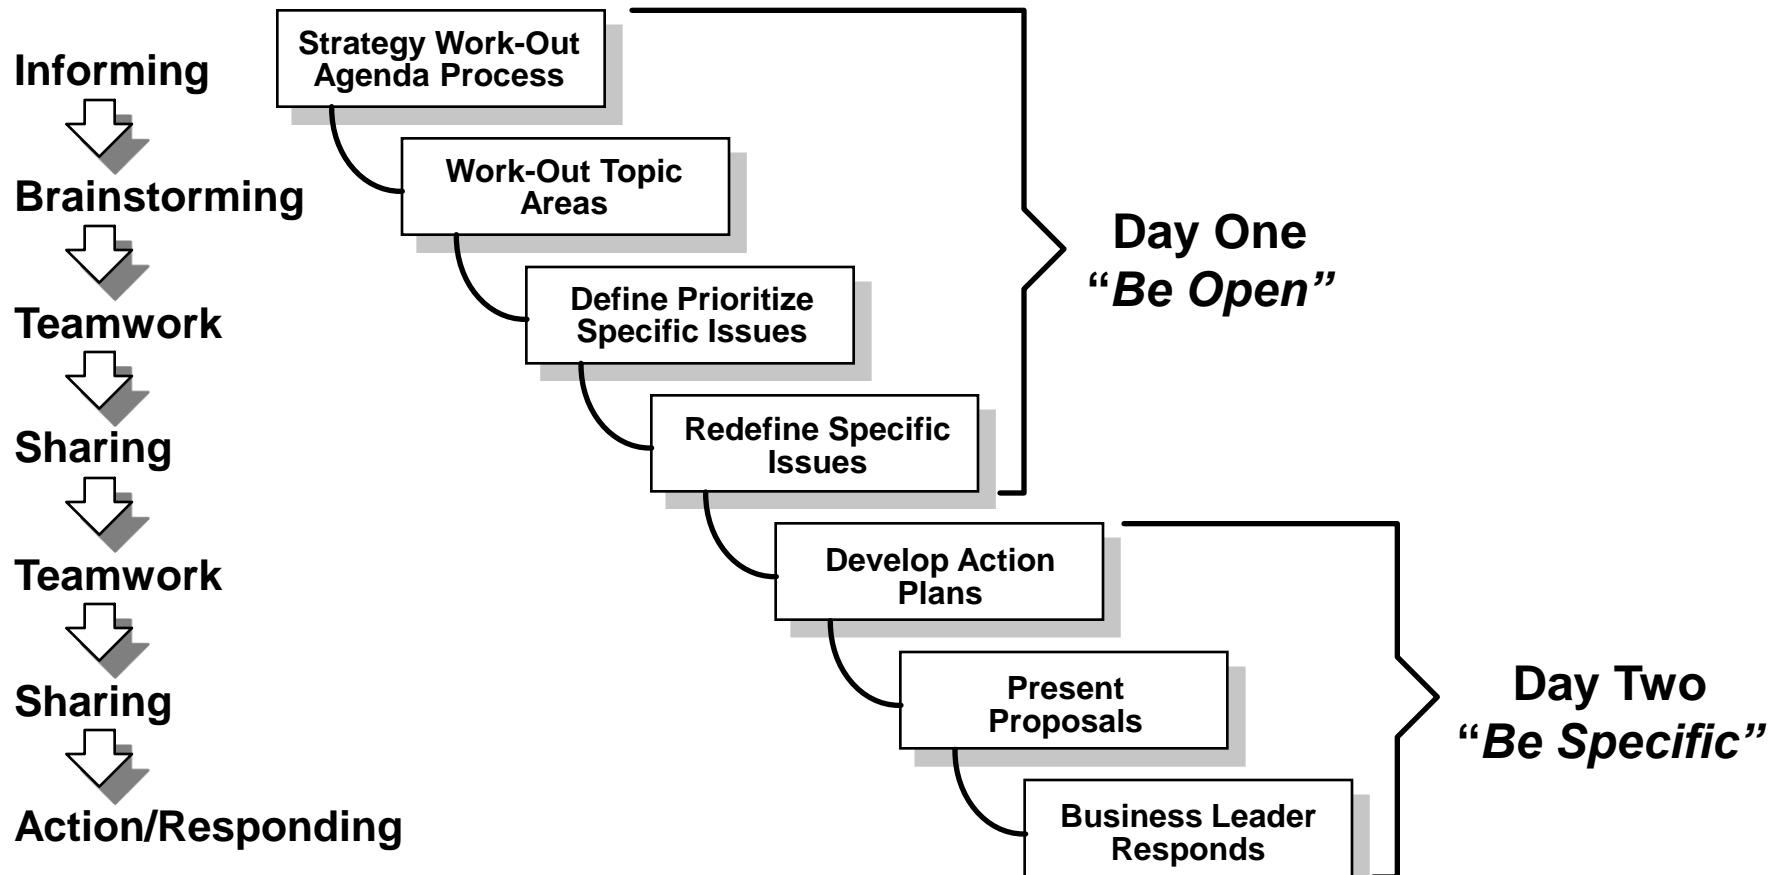 Informing
Brainstorming
Teamwork
Sharing
Teamwork
Sharing
Action/Responding
Strategy Work-Out
Agenda Process
Work-Out Topic
Areas
Define Prioritize
Specific Issues
Redefine Specific
Issues
Develop Action
Plans
Present
Proposals
Business Leader
Responds
Day One
“Be Open”
Day Two
“Be Specific”